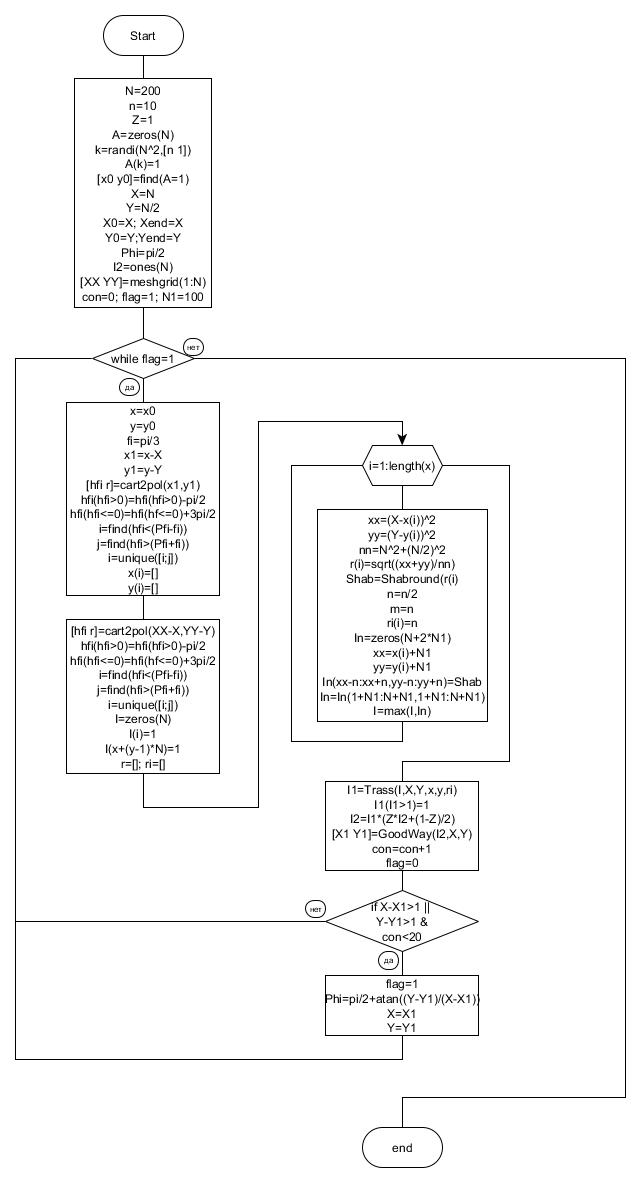 Start
N=200
n=10
Z=1
A=zeros(N)
k=randi(N^2,[n 1])
A(k)=1
[x0 y0]=find(A=1)
X=N
Y=N/2
X0=X; Xend=X
Y0=Y;Yend=Y
Phi=pi/2
I2=ones(N)
[XX YY]=meshgrid(1:N)
con=0; flag=1; N1=100
while flag=1
нет
да
x=x0
y=y0
fi=pi/3
x1=x-X
y1=y-Y
[hfi r]=cart2pol(x1,y1)
hfi(hfi>0)=hfi(hfi>0)-pi/2
hfi(hfi<=0)=hfi(hf<=0)+3pi/2
i=find(hfi<(Pfi-fi))
j=find(hfi>(Pfi+fi))
i=unique([i;j])
x(i)=[]
y(i)=[]
[hfi r]=cart2pol(XX-X,YY-Y)
hfi(hfi>0)=hfi(hfi>0)-pi/2
hfi(hfi<=0)=hfi(hf<=0)+3pi/2
i=find(hfi<(Pfi-fi))
j=find(hfi>(Pfi+fi))
i=unique([i;j])
I=zeros(N)
I(i)=1
I(x+(y-1)*N)=1
r=[]; ri=[]
i=1:length(x)
xx=(X-x(i))^2
yy=(Y-y(i))^2
nn=N^2+(N/2)^2
r(i)=sqrt((xx+yy)/nn)
Shab=Shabround(r(i)
n=n/2
m=n
ri(i)=n
In=zeros(N+2*N1)
xx=x(i)+N1
yy=y(i)+N1
In(xx-n:xx+n,yy-n:yy+n)=Shab
In=In(1+N1:N+N1,1+N1:N+N1)
I=max(I,In)
I1=Trass(I,X,Y,x,y,ri)
I1(I1>1)=1
I2=I1*(Z*I2+(1-Z)/2)
[X1 Y1]=GoodWay(I2,X,Y)
con=con+1
flag=0
нет
if X-X1>1 ||
Y-Y1>1 &
con<20
да
flag=1
Phi=pi/2+atan((Y-Y1)/(X-X1))
X=X1
Y=Y1
end